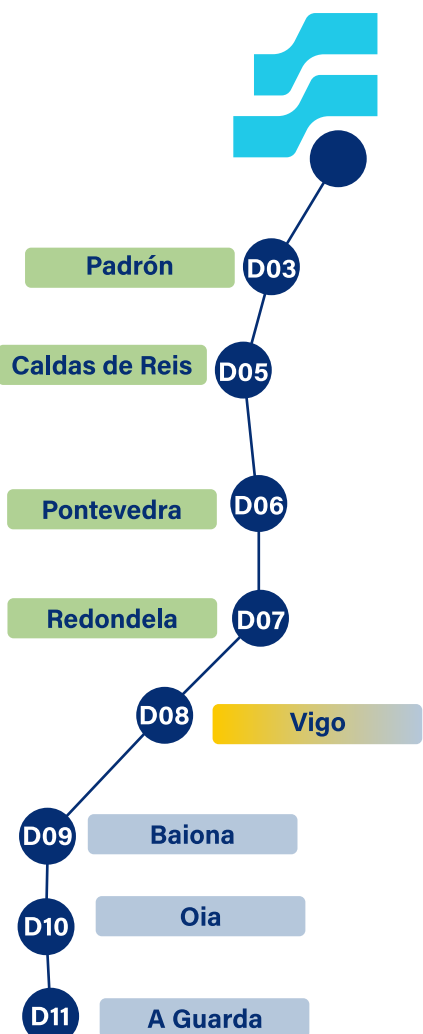 Padrón
D03
Caldas de Reis
D05
Pontevedra
D06
Redondela
D07
D08
Vigo
D09
Baiona
D10
Oia
D11
A Guarda